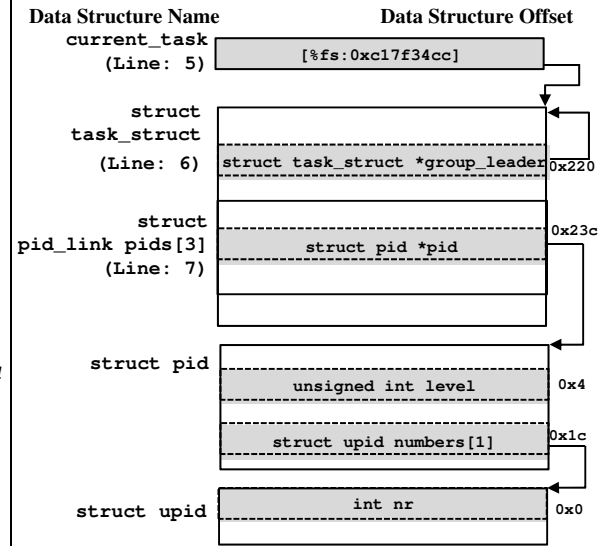 Data Structure Name Data Structure Offset
current_task
(Line: 5)
[%fs:0xc17f34cc]
struct
task_struct
(Line: 6)
struct task_struct *group_leader
0x220
struct
pid_link pids[3]
(Line: 7)
struct pid *pid
0x23c
struct pid
unsigned int level
0x4
struct upid numbers[1]
0x1c
struct upid
int nr
0x0